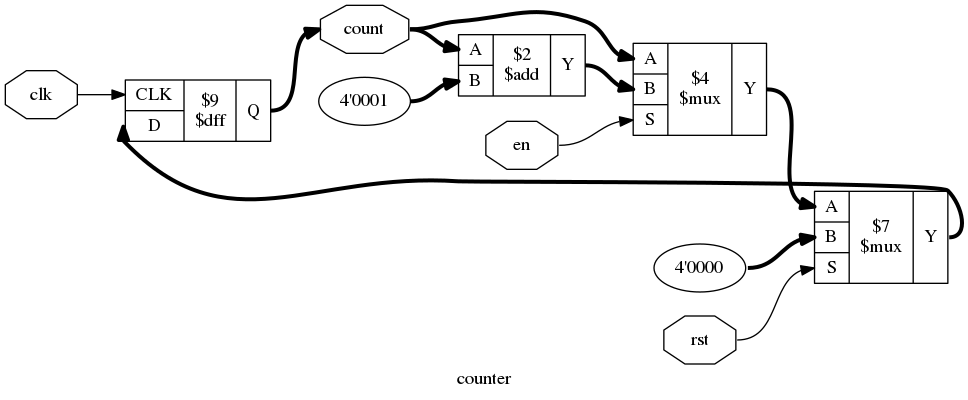 count
A
B
$2
$add
Y
A
B
S
$4
$mux
Y
clk
CLK
D
$9
$dff
Q
4'0001
en
A
B
S
$7
$mux
Y
4'0000
rst
counter